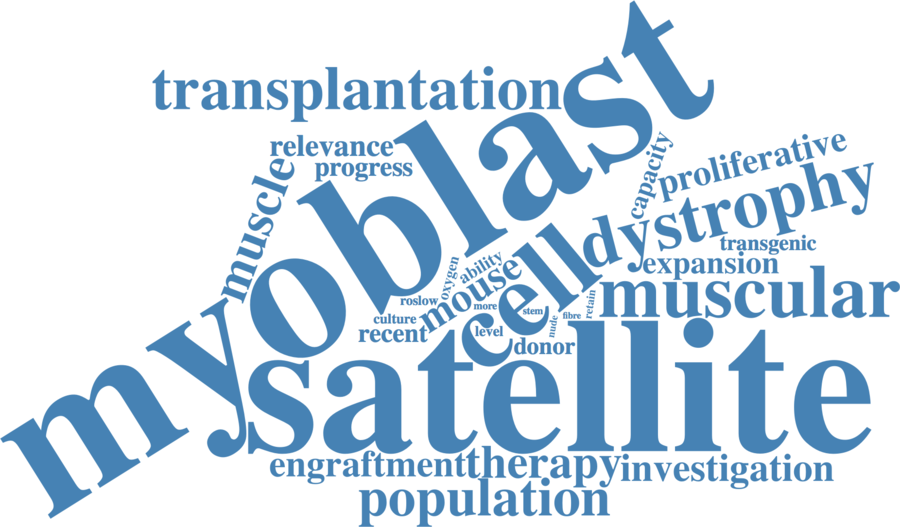 transplantation
myoblast
relevance
progress
muscle
capacity
proliferative
dystrophy
transgenic
expansion
muscular
oxygen
ability
mouse
cell
roslow
more
stem
culture
recent
level
nude
fibre
retain
donor
satellite
engraftment
therapy
investigation
population